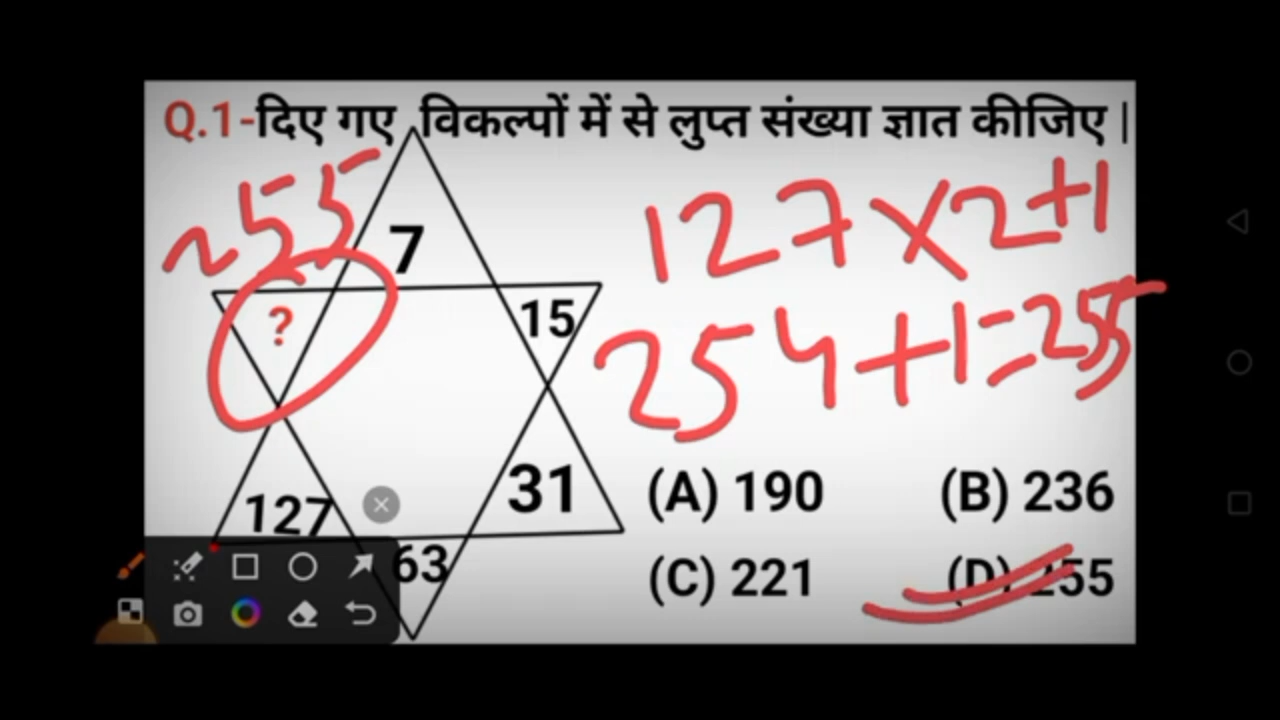 Q.1-दिए गए विकल्पों में से लुप्त संख्या ज्ञात कीजिए |
255
127×2+1
7
?
15
254+1=255
127
31
63
(A) 190
(B) 236
(C) 221
(D) 255